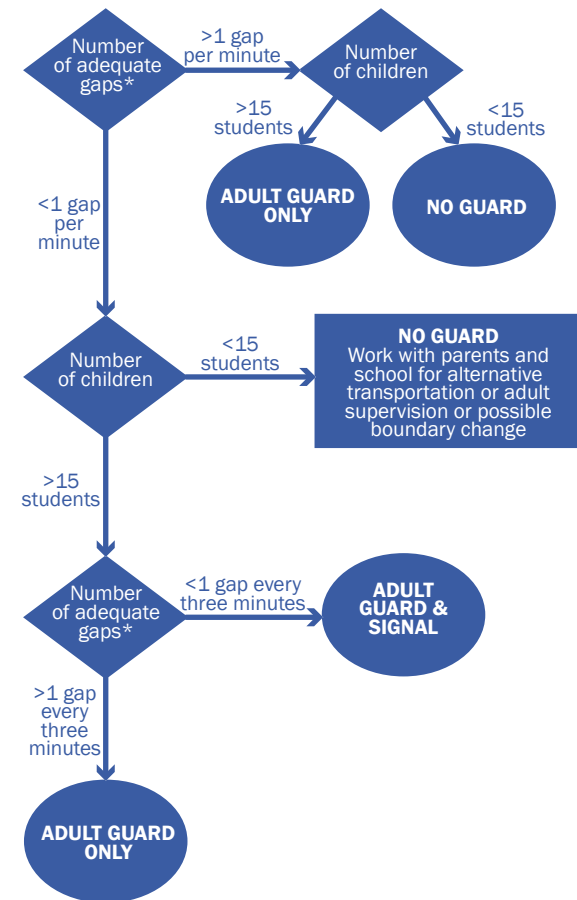 Number
of adequate
gaps*
>1 gap
per minute
Number
of children
>15
students
<15
students
ADULT GUARD
ONLY
NO GUARD
<1 gap
per
minute
Number
of children
<15
students
NO GUARD
Work with parents and
school for alternative
transportation or adult
supervision or possible
boundary change
>15
students
Number
of adequate
gaps*
<1 gap every
three minutes
ADULT
GUARD &
SIGNAL
>1 gap
every
three
minutes
ADULT GUARD
ONLY